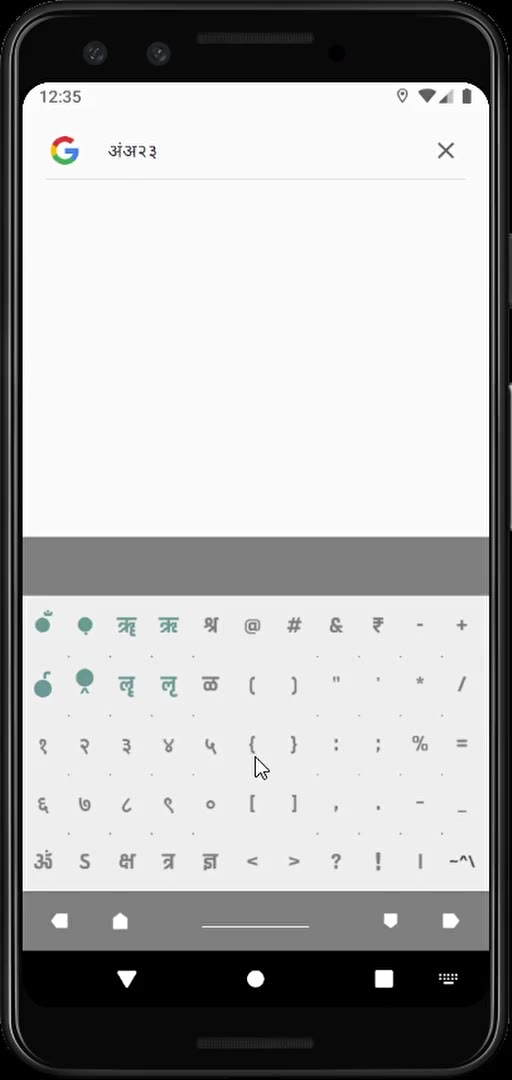 12:35
अंअ२३
ॠ ऋ श्र @ # & ₹ - +
ॡ ऌ ळ ( ) " ' * /
१ २ ३ ४ ५ { } : ; % =
६ ७ ८ ९ ० [ ] , . - _
ॐ ऽ क्ष त्र ज्ञ < > ? ! | ~^\